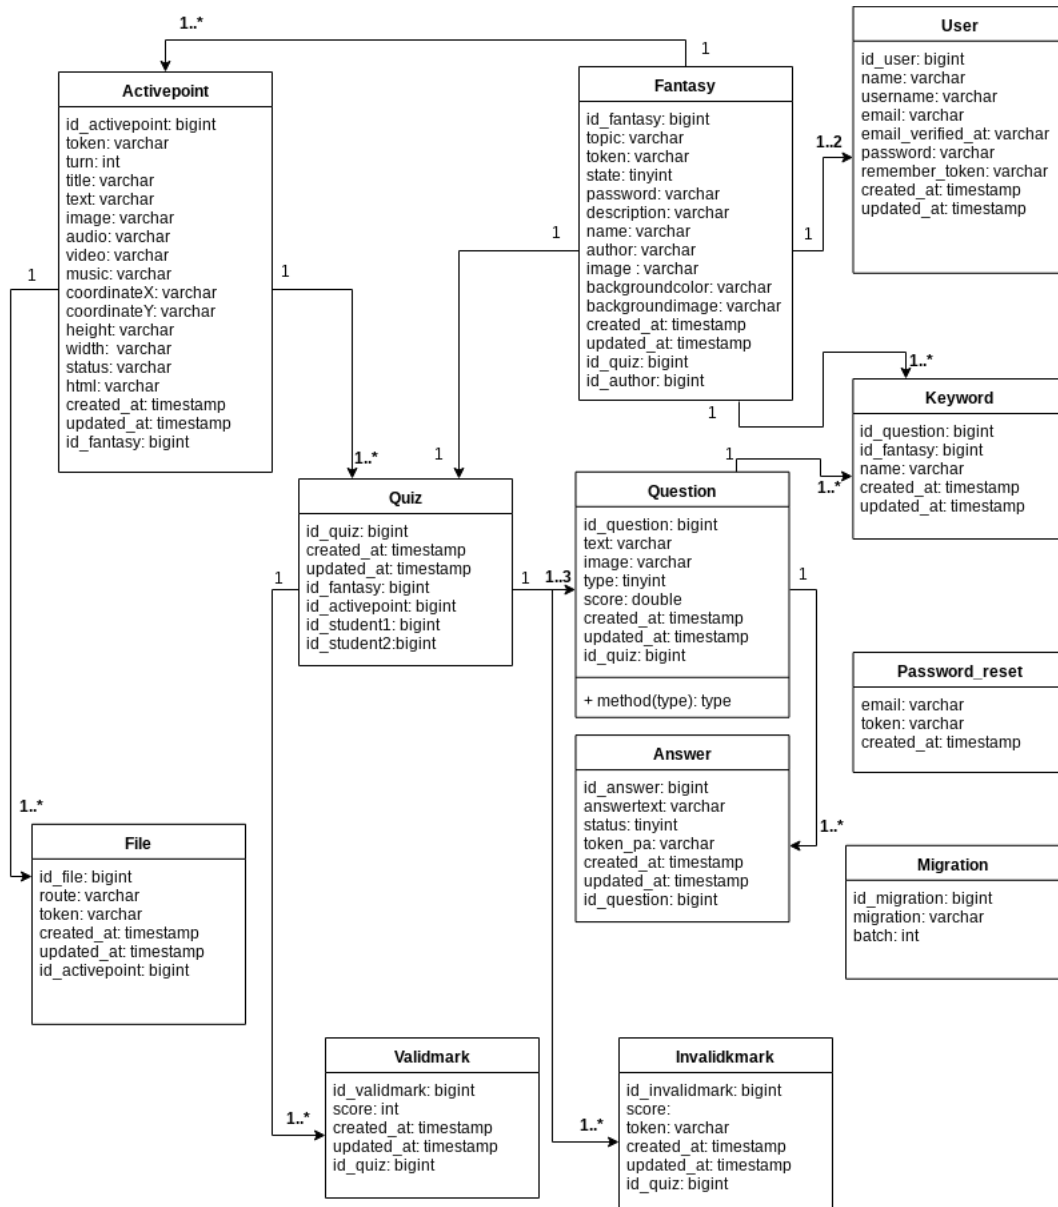 1..*
1
Activepoint
id_activepoint: bigint
token: varchar
turn: int
title: varchar
text: varchar
image: varchar
audio: varchar
video: varchar
music: varchar
coordinateX: varchar
coordinateY: varchar
height: varchar
width:  varchar
status: varchar
html: varchar
created_at: timestamp
updated_at: timestamp
id_fantasy: bigint
1
1
Fantasy
id_fantasy: bigint
topic: varchar
token: varchar
state: tinyint
password: varchar
description: varchar
name: varchar
author: varchar
image : varchar
backgroundcolor: varchar
backgroundimage: varchar
created_at: timestamp
updated_at: timestamp
id_quiz: bigint
id_author: bigint
1
1
1..2
User
id_user: bigint
name: varchar
username: varchar
email: varchar
email_verified_at: varchar
password: varchar
remember_token: varchar
created_at: timestamp
updated_at: timestamp
1
1..*
Keyword
id_question: bigint
id_fantasy: bigint
name: varchar
created_at: timestamp
updated_at: timestamp
1..*
1
Quiz
id_quiz: bigint
created_at: timestamp
updated_at: timestamp
id_fantasy: bigint
id_activepoint: bigint
id_student1: bigint
id_student2:bigint
1
1
1..3
1
1..*
Question
id_question: bigint
text: varchar
image: varchar
type: tinyint
score: double
created_at: timestamp
updated_at: timestamp
id_quiz: bigint
+ method(type): type
1
1..*
Answer
id_answer: bigint
answertext: varchar
status: tinyint
token_pa: varchar
created_at: timestamp
updated_at: timestamp
id_question: bigint
Password_reset
email: varchar
token: varchar
created_at: timestamp
Migration
id_migration: bigint
migration: varchar
batch: int
1..*
File
id_file: bigint
route: varchar
token: varchar
created_at: timestamp
updated_at: timestamp
id_activepoint: bigint
1..*
Validmark
id_validmark: bigint
score: int
created_at: timestamp
updated_at: timestamp
id_quiz: bigint
1..*
Invalidkmark
id_invalidmark: bigint
score:
token: varchar
created_at: timestamp
updated_at: timestamp
id_quiz: bigint